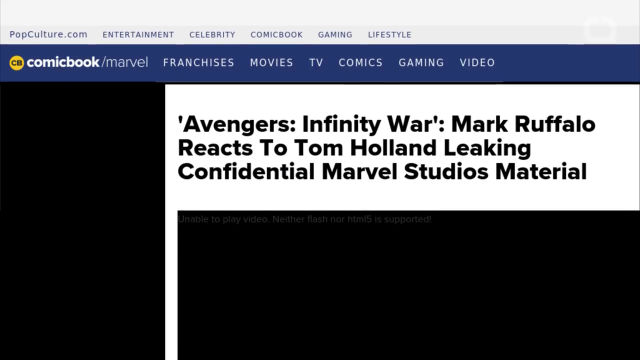 PopCulture.com ENTERTAINMENT CELEBRITY COMICBOOK GAMING LIFESTYLE
CB comicbook/marvel FRANCHISES MOVIES TV COMICS GAMING VIDEO
'Avengers: Infinity War': Mark Ruffalo
Reacts To Tom Holland Leaking
Confidential Marvel Studios Material
Unable to play video. Neither flash nor html5 is supported!